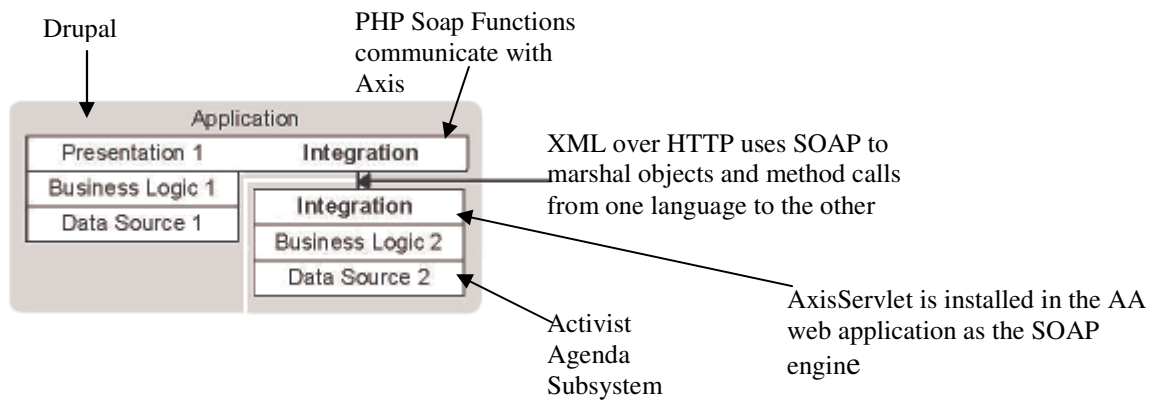 Drupal
PHP Soap Functions
communicate with
Axis
Application
Presentation 1
Integration
Business Logic 1
Data Source 1
Integration
Business Logic 2
Data Source 2
XML over HTTP uses SOAP to
marshal objects and method calls
from one language to the other
AxisServlet is installed in the AA
web application as the SOAP
engine
Activist
Agenda
Subsystem